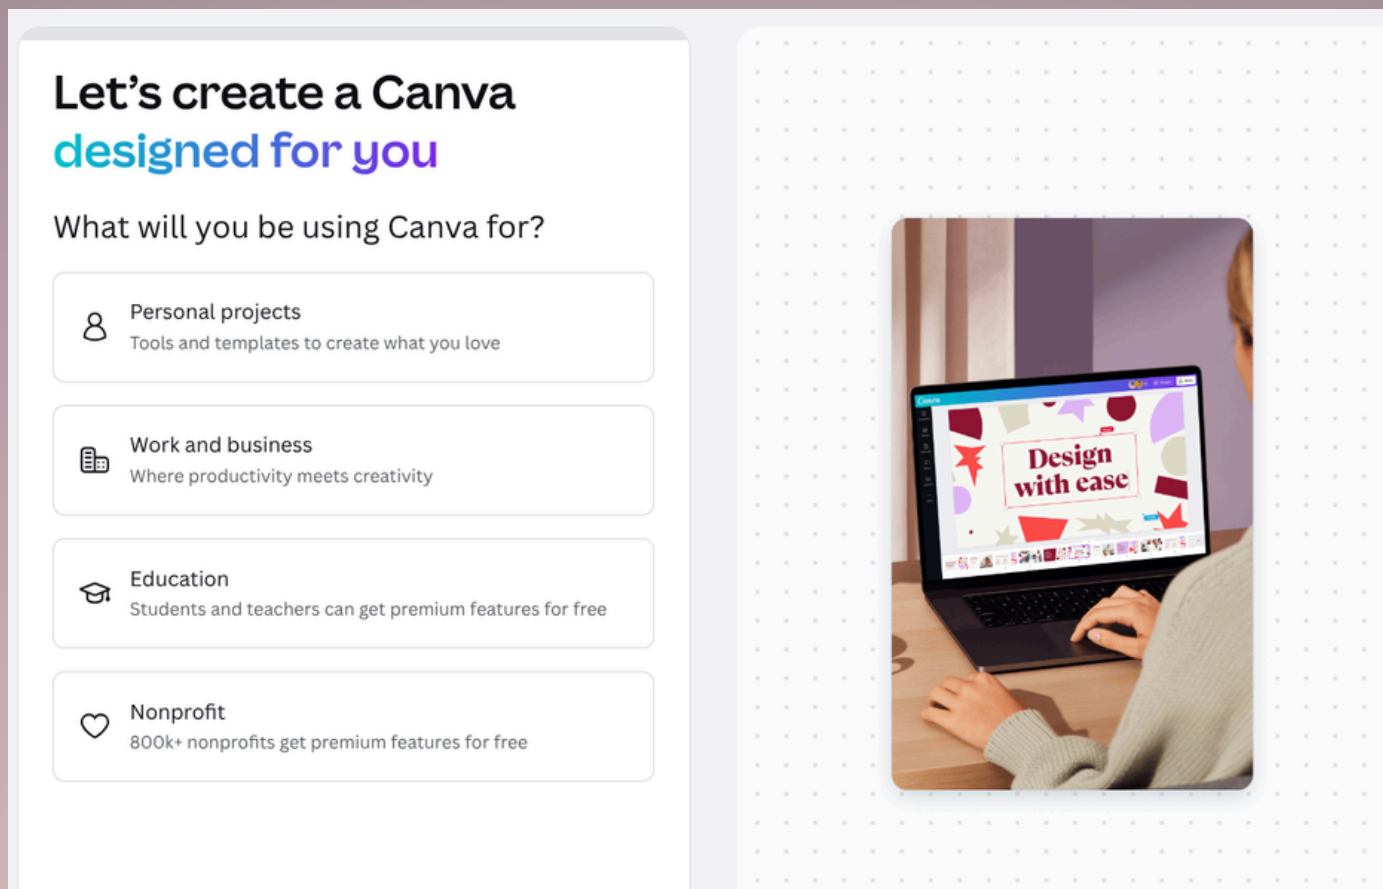 Let's create a Canva
designed for you
What will you be using Canva for?
Personal projects
Tools and templates to create what you love
Work and business
Where productivity meets creativity
Education
Students and teachers can get premium features for free
Nonprofit
800k+ nonprofits get premium features for free
Canva
Design
with ease